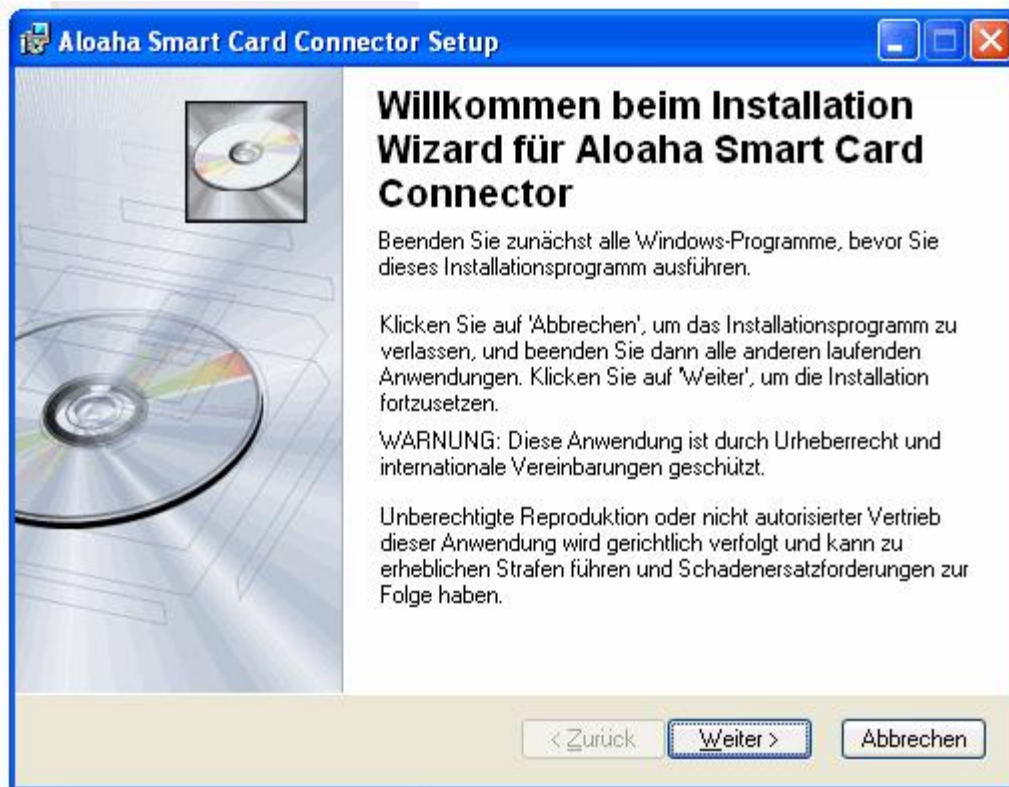 Aloaha Smart Card Connector Setup
Willkommen beim Installation
Wizard für Aloaha Smart Card
Connector
Beenden Sie zunächst alle Windows-Programme, bevor Sie
dieses Installationsprogramm ausführen.
Klicken Sie auf 'Abbrechen', um das Installationsprogramm zu
verlassen, und beenden Sie dann alle anderen laufenden
Anwendungen. Klicken Sie auf 'Weiter', um die Installation
fortzusetzen.
WARNUNG: Diese Anwendung ist durch Urheberrecht und
internationale Vereinbarungen geschützt.
Unberechtigte Reproduktion oder nicht autorisierter Vertrieb
dieser Anwendung wird gerichtlich verfolgt und kann zu
erheblichen Strafen führen und Schadenersatzforderungen zur
Folge haben.
< Zurück Weiter > Abbrechen